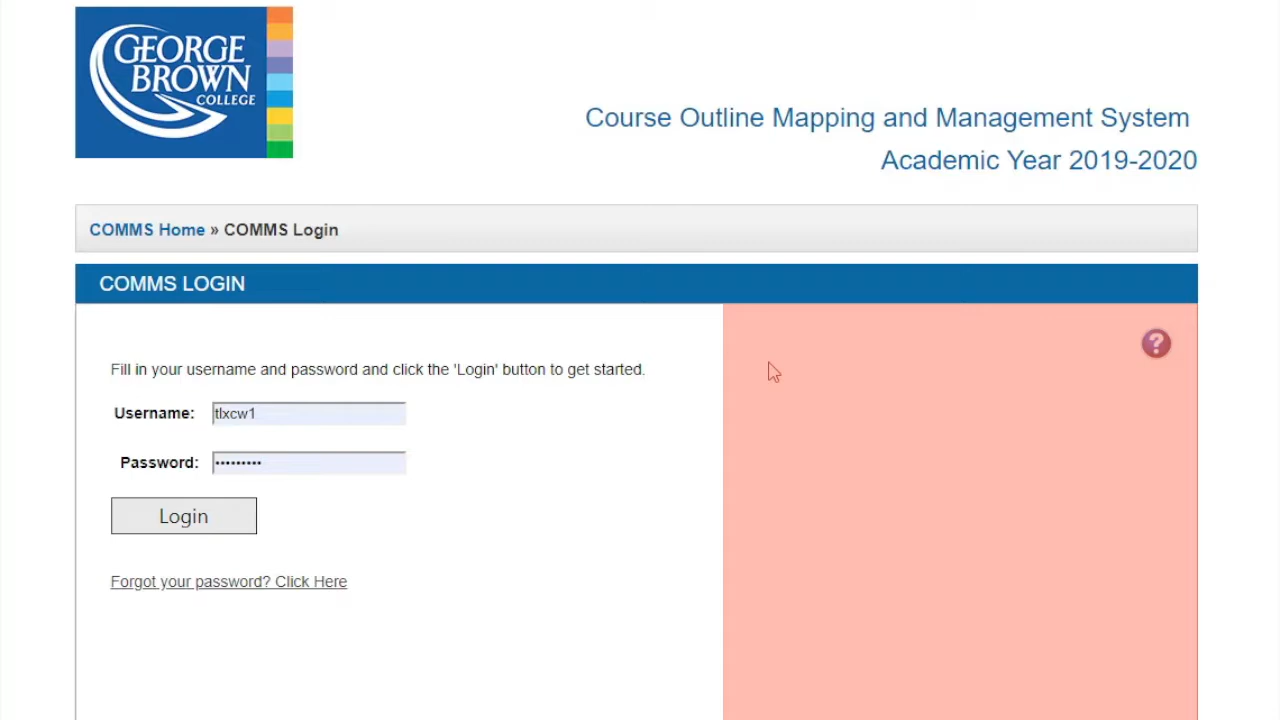 GEORGE
BROWN
COLLEGE
Course Outline Mapping and Management System
Academic Year 2019-2020
COMMS Home » COMMS Login
COMMS LOGIN
?
Fill in your username and password and click the 'Login' button to get started.
Username: tlxcw1
Password: •••••••••
Login
Forgot your password? Click Here